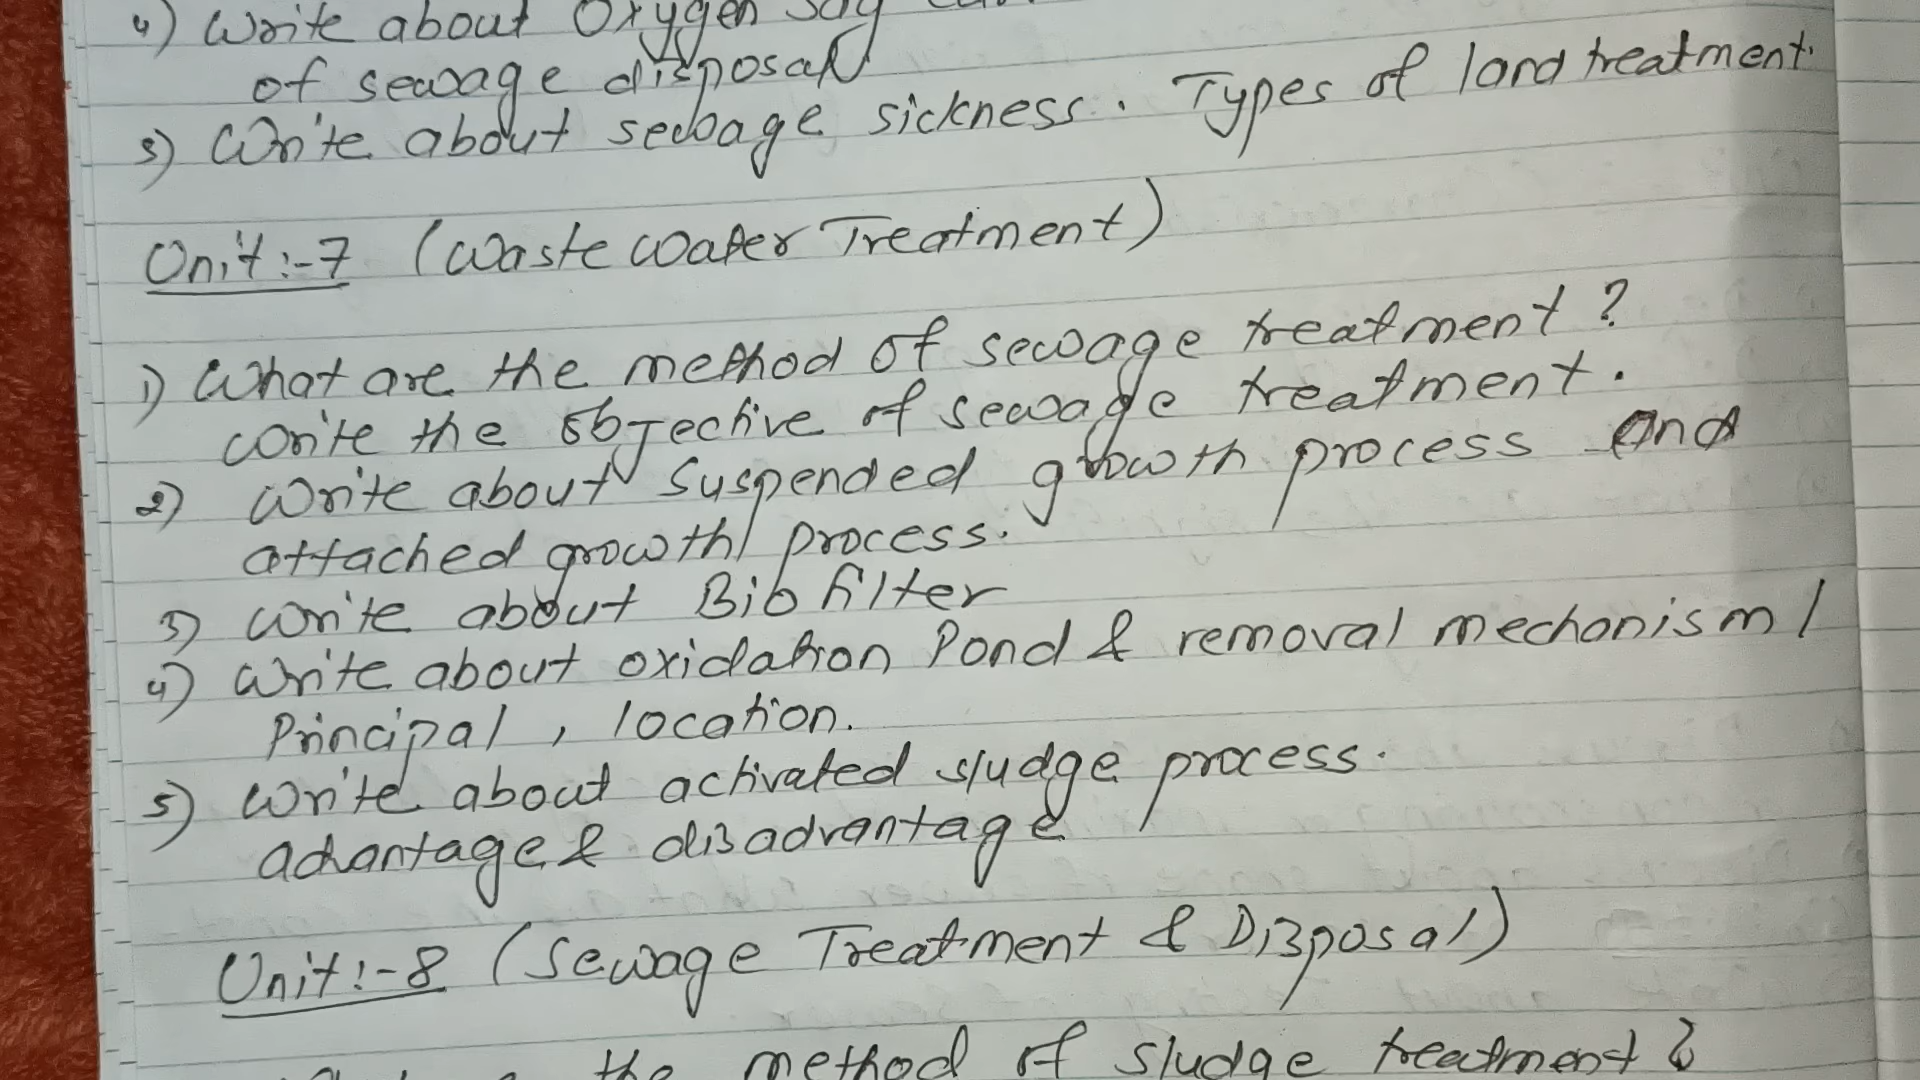 4) Write about Oxygen sag
of sewage disposal
5) Write about sewage sickness. Types of land treatment.
Unit:-7 (Waste Water Treatment)
1) What are the method of sewage treatment?
write the objective of sewage treatment.
2) Write about suspended growth process and
attached growth process.
3) Write about Bio filter
4) Write about oxidation Pond & removal mechanism /
Principal, location.
5) Write about activated sludge process.
advantage & disadvantage
Unit:-8 (Sewage Treatment & Disposal)
the method of sludge treatment?